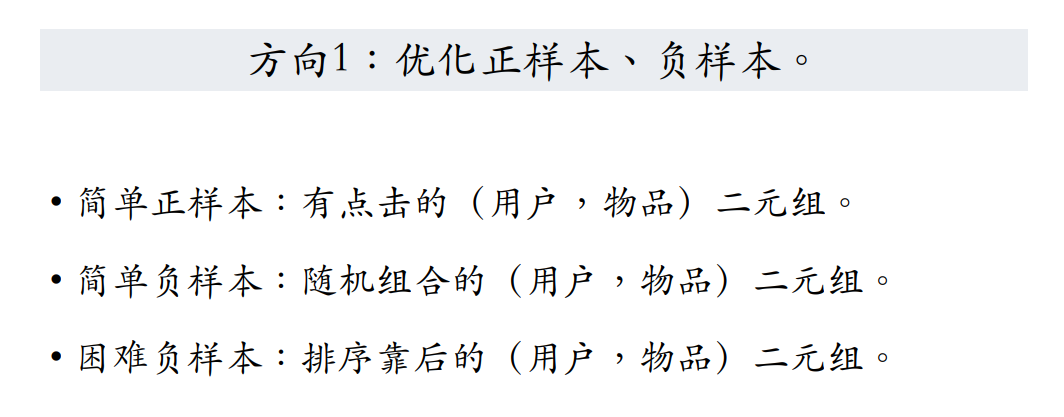 方向1：优化正样本、负样本。
• 简单正样本：有点击的（用户，物品）二元组。
• 简单负样本：随机组合的（用户，物品）二元组。
• 困难负样本：排序靠后的（用户，物品）二元组。